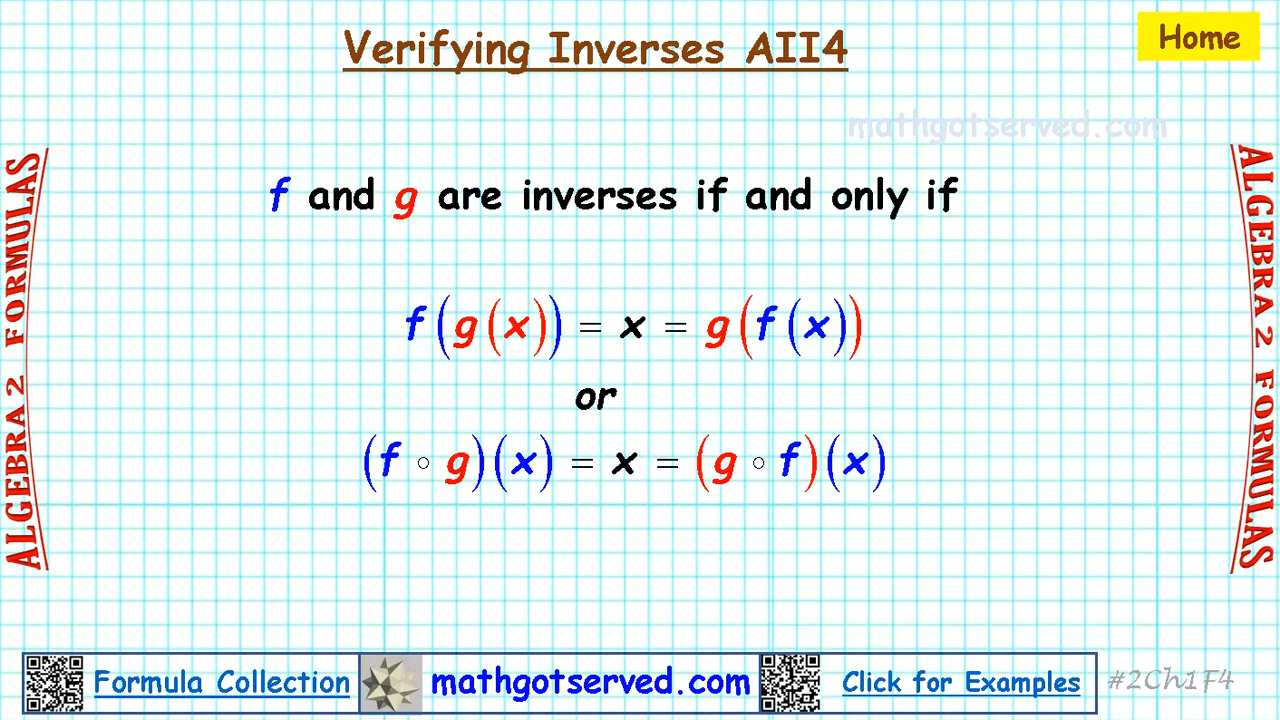 Verifying Inverses AII4
Home
mathgotserved.com
ALGEBRA 2 FORMULAS
ALGEBRA 2 FORMULAS
f and g are inverses if and only if
f(g(x)) = x = g(f(x))
or
(f ∘ g)(x) = x = (g ∘ f)(x)
Formula Collection
mathgotserved.com
Click for Examples
#2Ch1F4